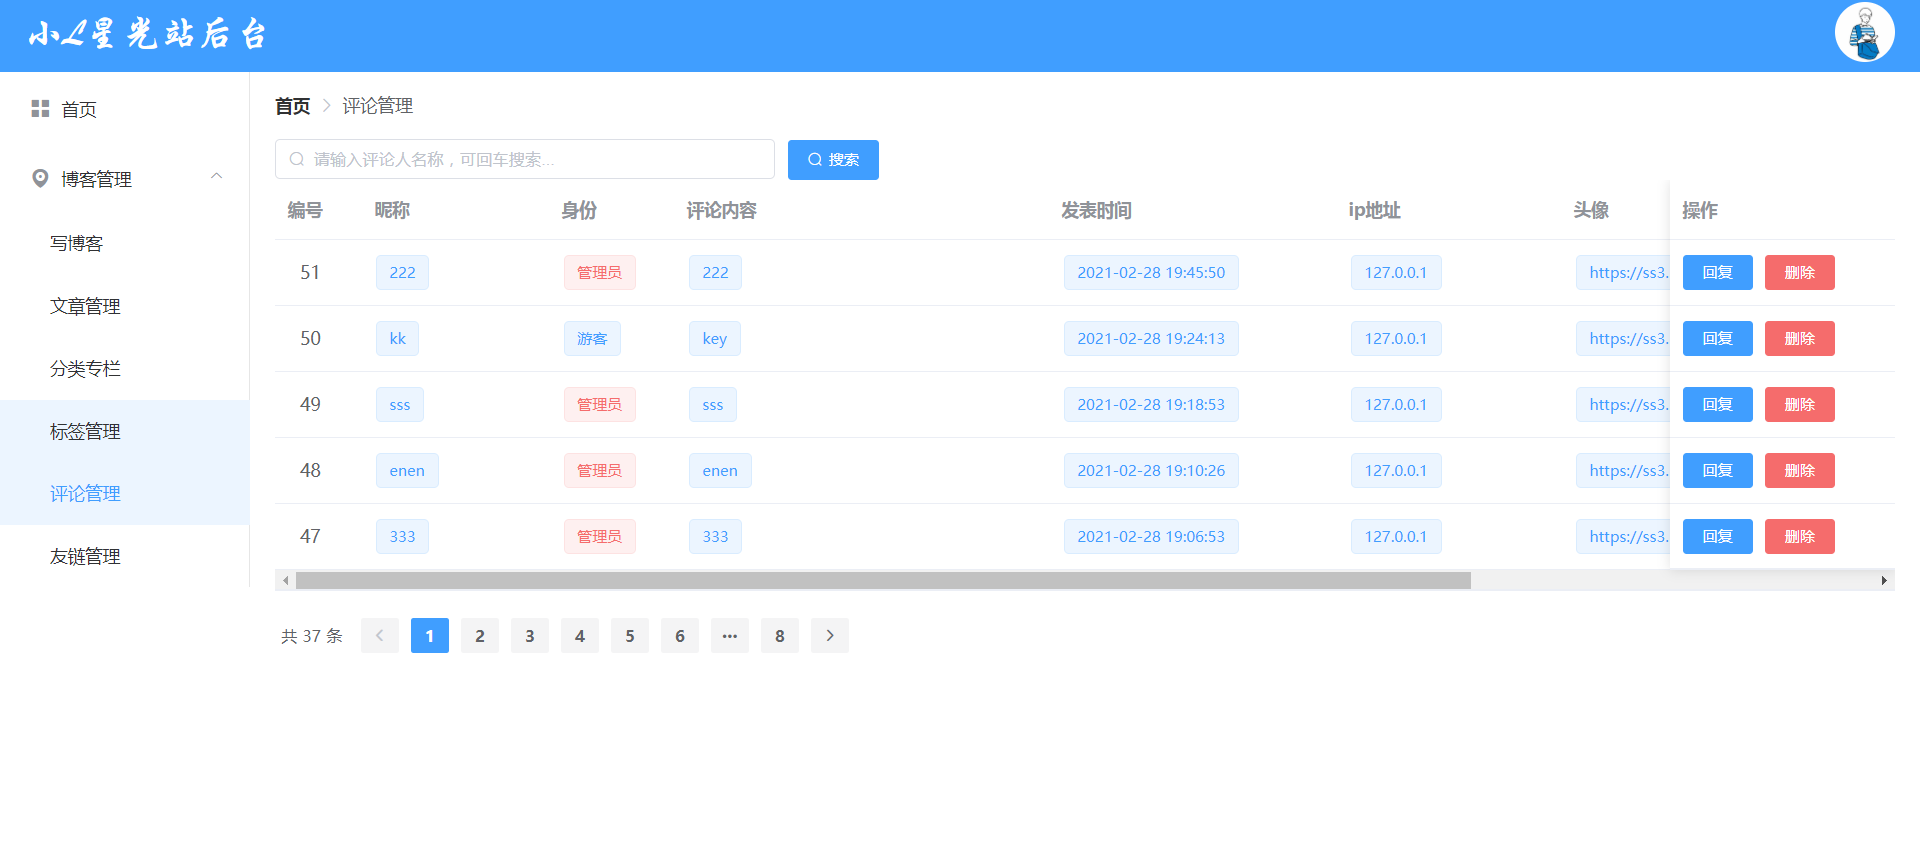 小L星光站后台
首页
博客管理
写博客
文章管理
分类专栏
标签管理
评论管理
友链管理
首页 评论管理
请输入评论人名称，可回车搜索... 搜索
编号 昵称 身份 评论内容 发表时间 ip地址 头像 操作
51 222 管理员 222 2021-02-28 19:45:50 127.0.0.1 https://ss3. 回复 删除
50 kk 游客 key 2021-02-28 19:24:13 127.0.0.1 https://ss3. 回复 删除
49 sss 管理员 sss 2021-02-28 19:18:53 127.0.0.1 https://ss3. 回复 删除
48 enen 管理员 enen 2021-02-28 19:10:26 127.0.0.1 https://ss3. 回复 删除
47 333 管理员 333 2021-02-28 19:06:53 127.0.0.1 https://ss3. 回复 删除
共 37 条 1 2 3 4 5 6 ... 8